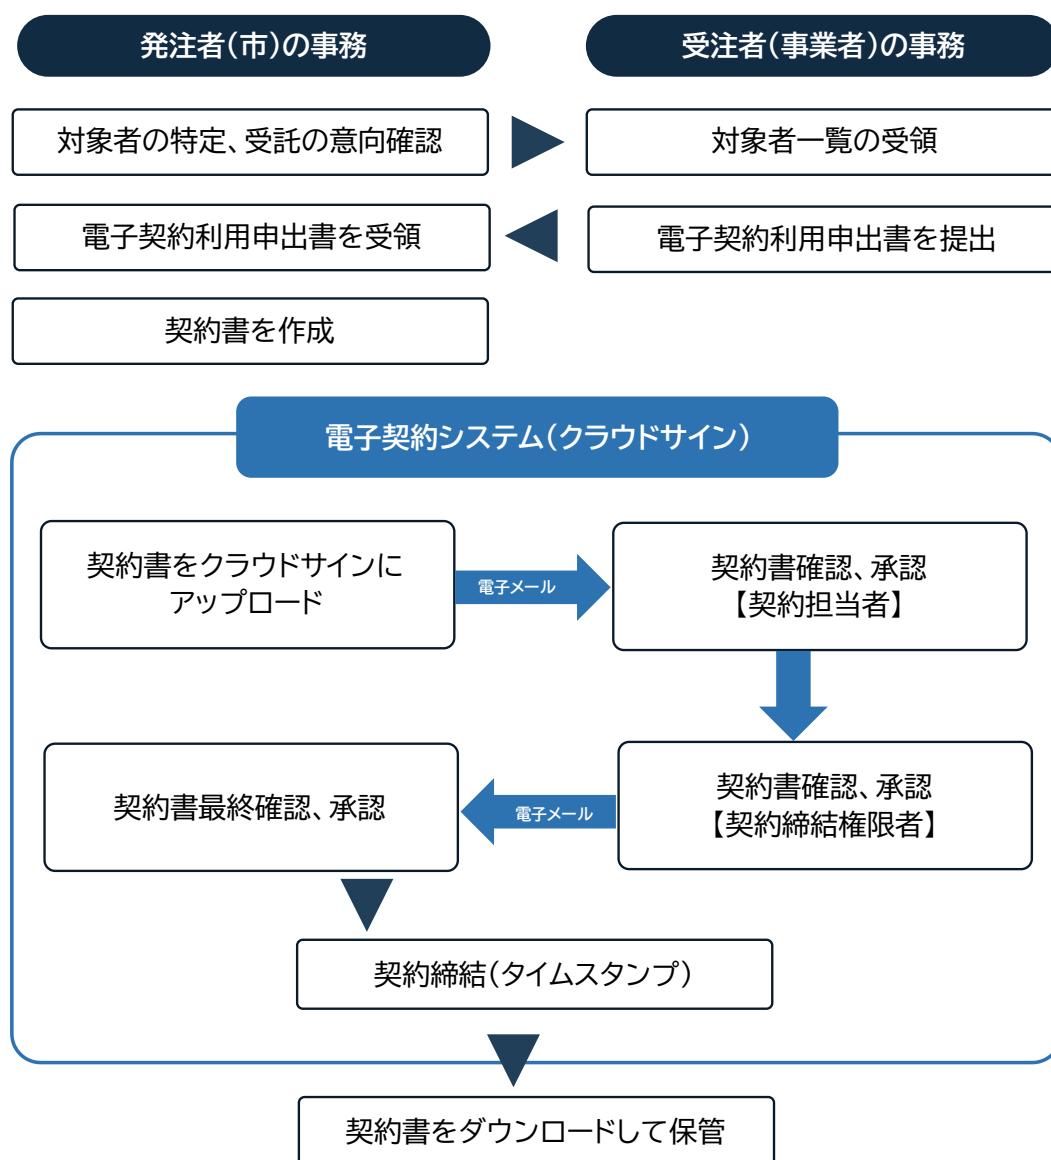 発注者(市)の事務
受注者(事業者)の事務
対象者の特定、受託の意向確認
対象者一覧の受領
電子契約利用申出書を受領
電子契約利用申出書を提出
契約書を作成
電子契約システム(クラウドサイン)
契約書をクラウドサインに
アップロード
電子メール
契約書確認、承認
【契約担当者】
契約書最終確認、承認
電子メール
契約書確認、承認
【契約締結権限者】
契約締結(タイムスタンプ)
契約書をダウンロードして保管